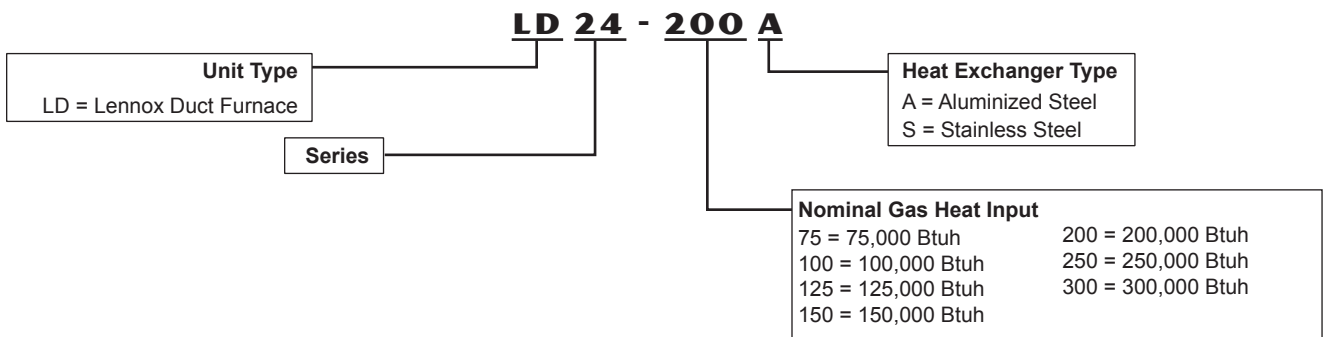 LD 24 - 200 A
Unit Type
LD = Lennox Duct Furnace
Series
Heat Exchanger Type
A = Aluminized Steel
S = Stainless Steel
Nominal Gas Heat Input
75 = 75,000 Btuh
100 = 100,000 Btuh
125 = 125,000 Btuh
150 = 150,000 Btuh
200 = 200,000 Btuh
250 = 250,000 Btuh
300 = 300,000 Btuh